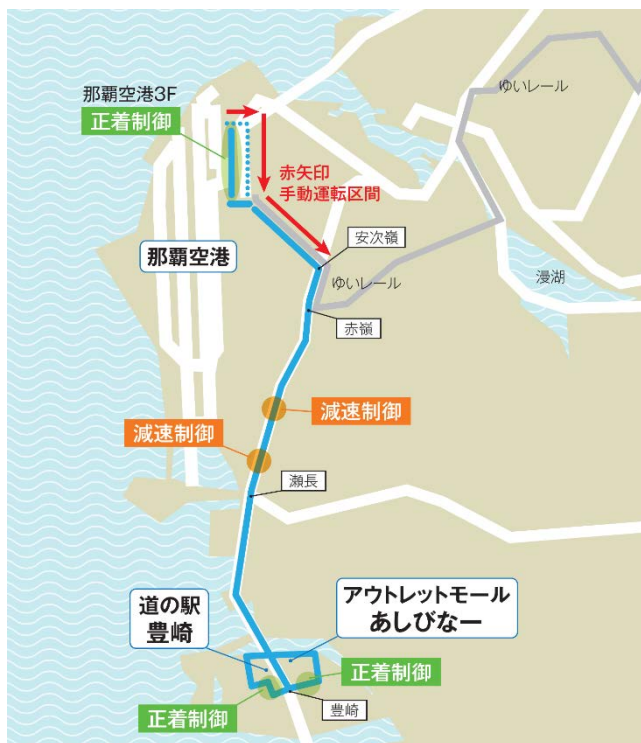 那覇空港3F
正着制御
ゆいレール
赤矢印
手動運転区間
安次嶺
那覇空港
ゆいレール
漫湖
赤嶺
減速制御
減速制御
瀬長
道の駅
豊崎
アウトレットモール
あしびなー
正着制御
正着制御
豊崎